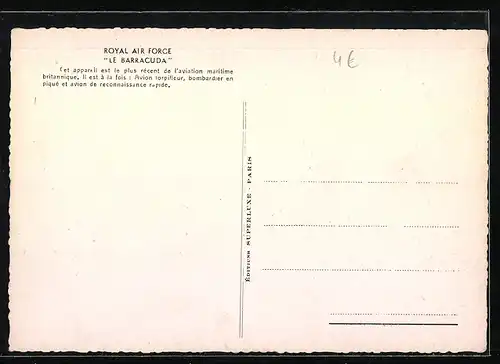 ROYAL AIR FORCE
"LE BARRACUDA"
Cet appareil est le plus récent de l'aviation maritime
britannique. Il est à la fois : Avion torpilleur, bombardier en
piqué et avion de reconnaissance rapide.
4€
ÉDITIONS SUPERLUXE - PARIS